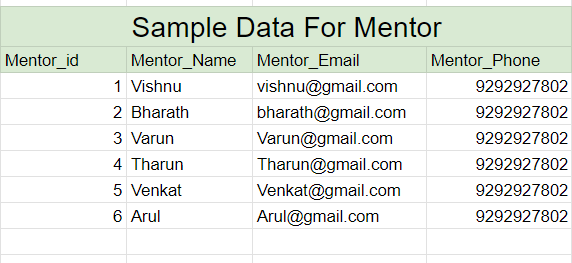 Sample Data For Mentor
Mentor_id Mentor_Name Mentor_Email Mentor_Phone
1 Vishnu vishnu@gmail.com 9292927802
2 Bharath bharath@gmail.com 9292927802
3 Varun Varun@gmail.com 9292927802
4 Tharun Tharun@gmail.com 9292927802
5 Venkat Venkat@gmail.com 9292927802
6 Arul Arul@gmail.com 9292927802